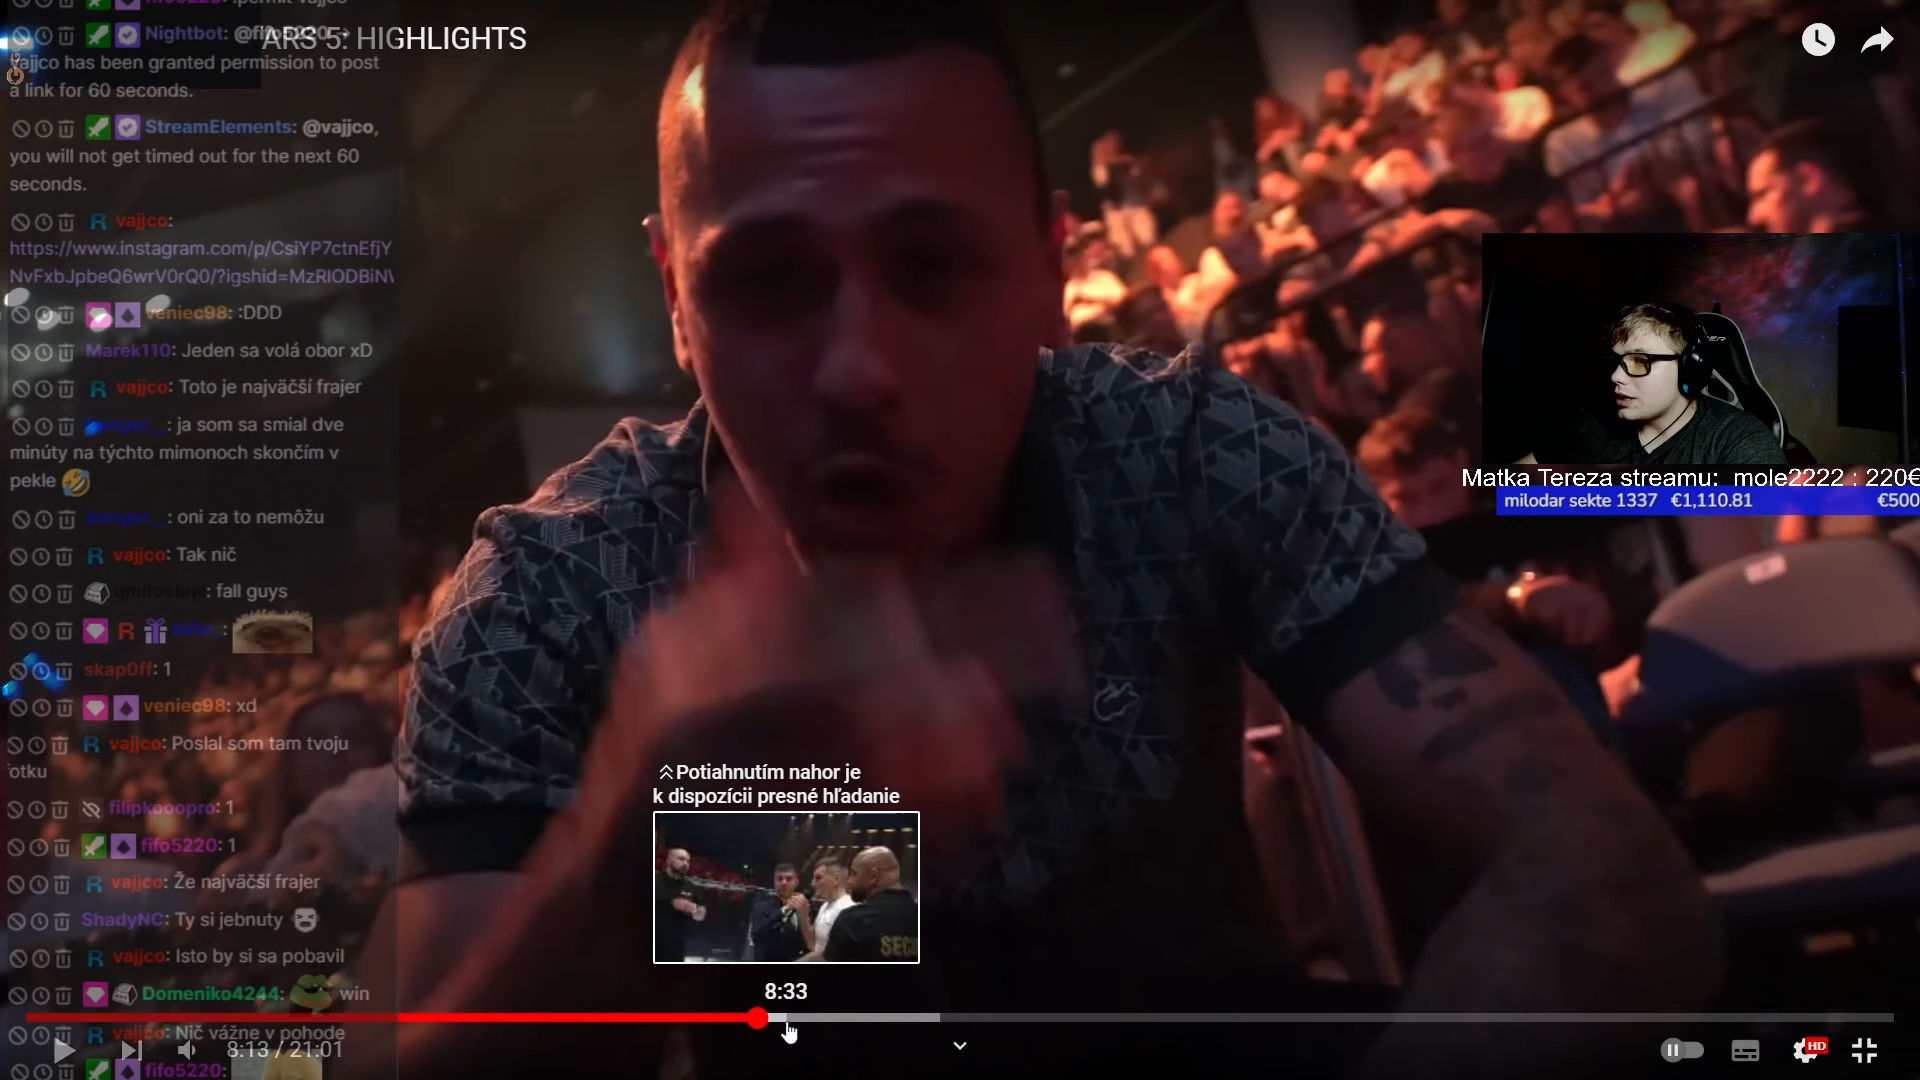 ARS 5: HIGHLIGHTS
Nightbot: @fifo5220
vajjco has been granted permission to post
a link for 60 seconds.
StreamElements: @vajjco,
you will not get timed out for the next 60
seconds.
vajjco:
https://www.instagram.com/p/CsiYP7ctnEfjY
NvFxbJpbeQ6wrV0rQ0/?igshid=MzRlODBiN
veniec98: :DDD
Marek110: Jeden sa volá obor xD
vajjco: Toto je najväčší frajer
: ja som sa smial dve
minúty na týchto mimonoch skončím v
pekle
: oni za to nemôžu
vajjco: Tak nič
qmiroslaw: fall guys
skap0ff: 1
veniec98: xd
vajjco: Poslal som tam tvoju
fotku
filipkooopro: 1
fifo5220: 1
vajjco: Že najväčší frajer
ShadyNC: Ty si jebnuty
vajjco: Isto by si sa pobavil
Domeniko4244: win
vajjco: Nič vážne v pohode
fifo5220:
Matka Tereza streamu: mole2222 : 220€
milodar sekte 1337 €1,110.81 €500
Potiahnutím nahor je
k dispozícii presné hľadanie
SEC
8:33
8:13 / 21:01
HD